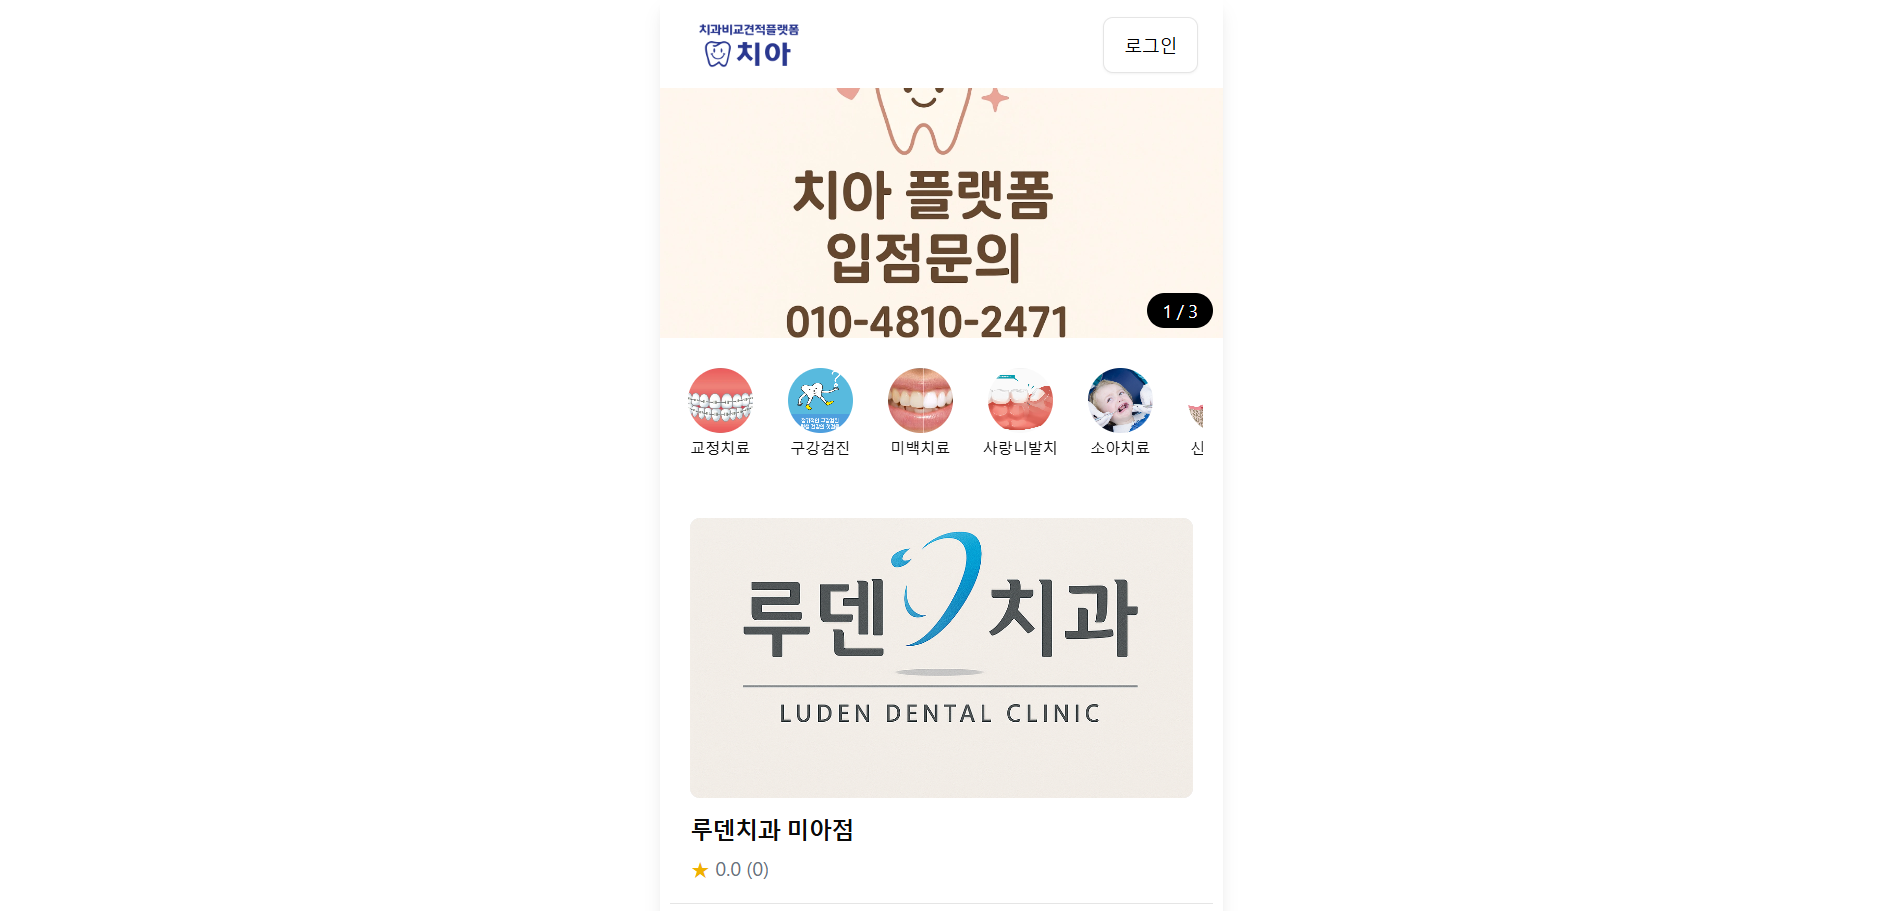 치과비교견적플랫폼
치아
로그인
치아 플랫폼
입점문의
010-4810-2471
1 / 3
교정치료
구강검진
미백치료
사랑니발치
소아치료
신
루덴치과
LUDEN DENTAL CLINIC
루덴치과 미아점
★ 0.0 (0)